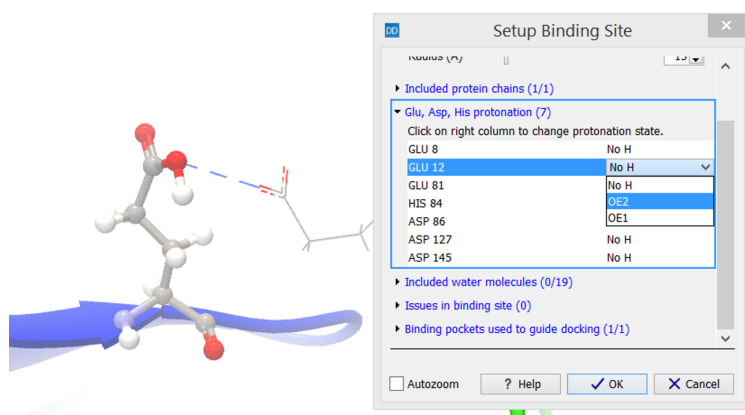 DD Setup Binding Site
Radius (Å) 15
Included protein chains (1/1)
Glu, Asp, His protonation (7)
Click on right column to change protonation state.
GLU 8 No H
GLU 12 No H
GLU 81 No H
HIS 84 OE2
ASP 86 OE1
ASP 127 No H
ASP 145 No H
Included water molecules (0/19)
Issues in binding site (0)
Binding pockets used to guide docking (1/1)
Autozoom ? Help OK Cancel